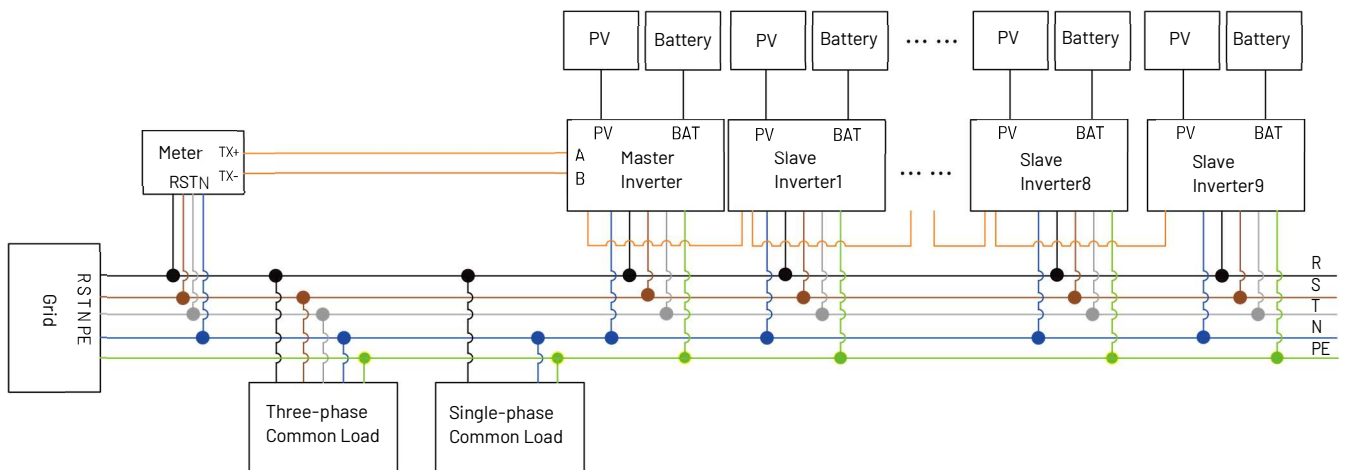 PV
Battery
PV
Battery
... ...
PV
Battery
PV
Battery
Meter
TX+
TX-
RSTN
PV
BAT
A
B
Master
Inverter
PV
BAT
Slave
Inverter1
... ...
PV
BAT
Slave
Inverter8
PV
BAT
Slave
Inverter9
Grid
R S T N PE
R
S
T
N
PE
Three-phase
Common Load
Single-phase
Common Load